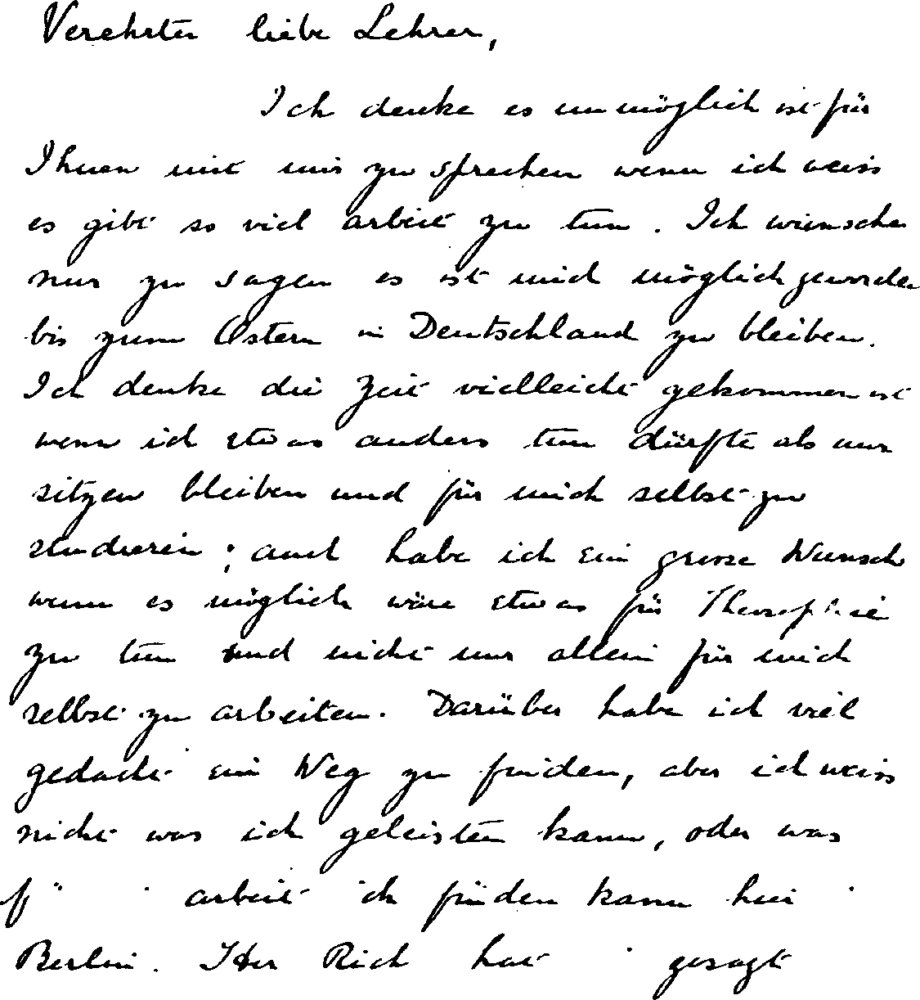 Verehrter liebe Lehrer,
Ich denke es unmöglich ist für
Ihnen mit mir zu sprechen wenn ich weiss
es gibt so viel arbeit zu tun. Ich wünsche
nur zu sagen es ist mich möglich geworden
bis zum Ostern in Deutschland zu bleiben.
Ich denke die Zeit vielleicht gekommen ist
wenn ich etwas anders tun dürfte als nur
sitzen bleiben und für mich selbst zu
studieren; auch habe ich ein grosse Wunsch
wenn es möglich wäre etwas für Theosophie
zu tun und nicht nur allein für mich
selbst zu arbeiten. Darüber habe ich viel
gedacht ein Weg zu finden, aber ich weiss
nicht was ich geleisten kann, oder was
arbeit ich finden kann hier
Berlin. Herr Rich hat gesagt